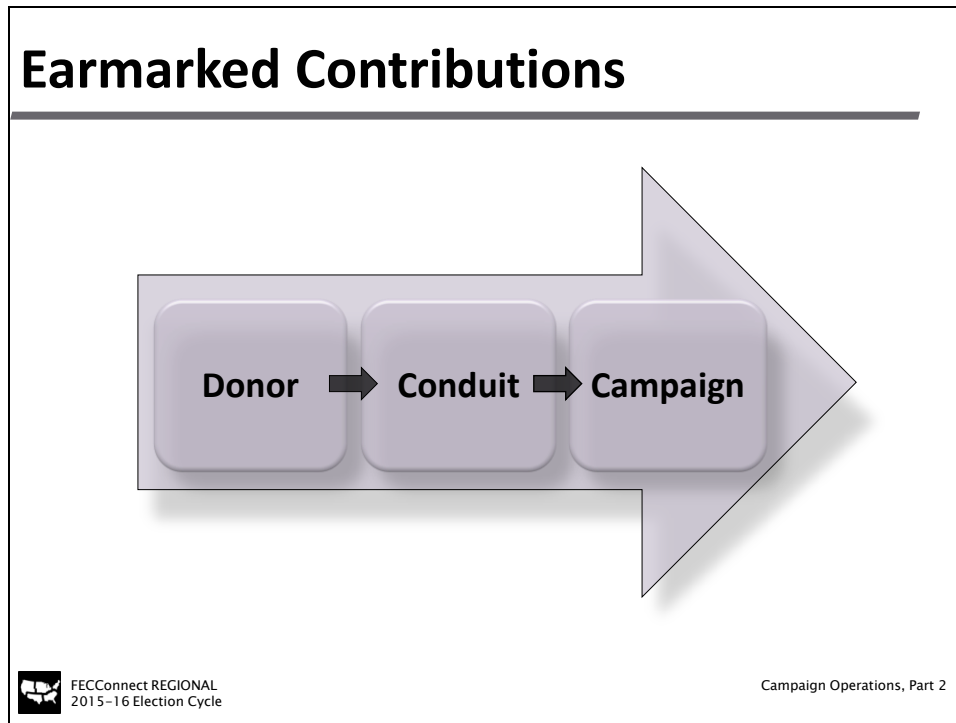 Earmarked Contributions
Donor
Conduit
Campaign
FECConnect REGIONAL
2015-16 Election Cycle
Campaign Operations, Part 2